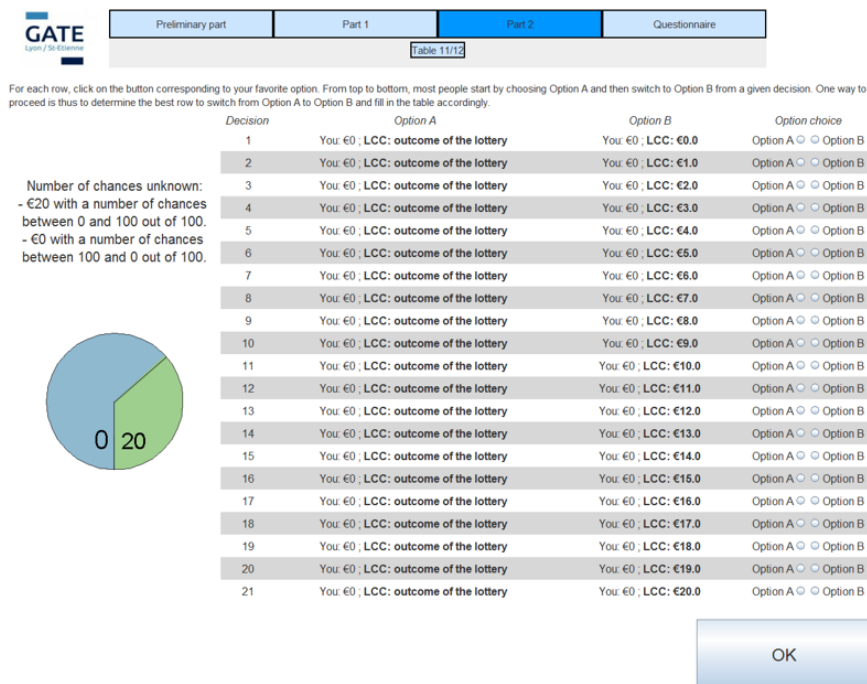 GATE
Lyon / St-Etienne
Preliminary part Part 1 Part 2 Questionnaire
Table 11/12
For each row, click on the button corresponding to your favorite option. From top to bottom, most people start by choosing Option A and then switch to Option B from a given decision. One way to
proceed is thus to determine the best row to switch from Option A to Option B and fill in the table accordingly.
Decision Option A Option B Option choice
1 You: €0 ; LCC: outcome of the lottery You: €0 ; LCC: €0.0 Option A Option B
2 You: €0 ; LCC: outcome of the lottery You: €0 ; LCC: €1.0 Option A Option B
3 You: €0 ; LCC: outcome of the lottery You: €0 ; LCC: €2.0 Option A Option B
4 You: €0 ; LCC: outcome of the lottery You: €0 ; LCC: €3.0 Option A Option B
5 You: €0 ; LCC: outcome of the lottery You: €0 ; LCC: €4.0 Option A Option B
6 You: €0 ; LCC: outcome of the lottery You: €0 ; LCC: €5.0 Option A Option B
7 You: €0 ; LCC: outcome of the lottery You: €0 ; LCC: €6.0 Option A Option B
8 You: €0 ; LCC: outcome of the lottery You: €0 ; LCC: €7.0 Option A Option B
9 You: €0 ; LCC: outcome of the lottery You: €0 ; LCC: €8.0 Option A Option B
10 You: €0 ; LCC: outcome of the lottery You: €0 ; LCC: €9.0 Option A Option B
11 You: €0 ; LCC: outcome of the lottery You: €0 ; LCC: €10.0 Option A Option B
12 You: €0 ; LCC: outcome of the lottery You: €0 ; LCC: €11.0 Option A Option B
13 You: €0 ; LCC: outcome of the lottery You: €0 ; LCC: €12.0 Option A Option B
14 You: €0 ; LCC: outcome of the lottery You: €0 ; LCC: €13.0 Option A Option B
15 You: €0 ; LCC: outcome of the lottery You: €0 ; LCC: €14.0 Option A Option B
16 You: €0 ; LCC: outcome of the lottery You: €0 ; LCC: €15.0 Option A Option B
17 You: €0 ; LCC: outcome of the lottery You: €0 ; LCC: €16.0 Option A Option B
18 You: €0 ; LCC: outcome of the lottery You: €0 ; LCC: €17.0 Option A Option B
19 You: €0 ; LCC: outcome of the lottery You: €0 ; LCC: €18.0 Option A Option B
20 You: €0 ; LCC: outcome of the lottery You: €0 ; LCC: €19.0 Option A Option B
21 You: €0 ; LCC: outcome of the lottery You: €0 ; LCC: €20.0 Option A Option B
Number of chances unknown:
- €20 with a number of chances
between 0 and 100 out of 100.
- €0 with a number of chances
between 100 and 0 out of 100.
0 20
OK